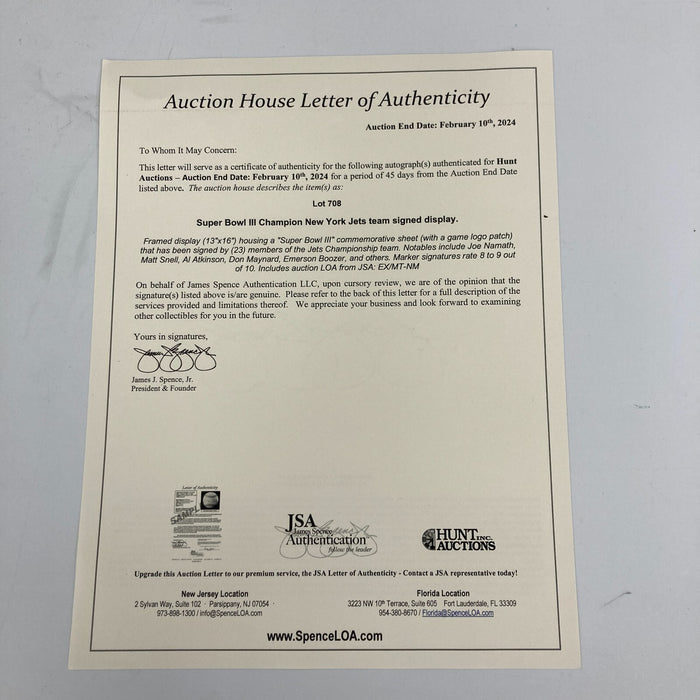 Auction House Letter of Authenticity
Auction End Date: February 10th, 2024
To Whom It May Concern:
This letter will serve as a certificate of authenticity for the following autograph(s) authenticated for Hunt
Auctions – Auction End Date: February 10th, 2024 for a period of 45 days from the Auction End Date
listed above. The auction house describes the item(s) as:
Lot 708
Super Bowl III Champion New York Jets team signed display.
Framed display (13"x16") housing a "Super Bowl III" commemorative sheet (with a game logo patch)
that has been signed by (23) members of the Jets Championship team. Notables include Joe Namath,
Matt Snell, Al Atkinson, Don Maynard, Emerson Boozer, and others. Marker signatures rate 8 to 9 out
of 10. Includes auction LOA from JSA: EX/MT-NM
On behalf of James Spence Authentication LLC, upon cursory review, we are of the opinion that the
signature(s) listed above is/are genuine. Please refer to the back of this letter for a full description of the
services provided and limitations thereof. We appreciate your business and look forward to examining
other collectibles for you in the future.
Yours in signatures,
James J. Spence, Jr.
President & Founder
Letter of Authenticity
SAMPLE
JSA
James Spence
Authentication
follow the leader
HUNT INC.
AUCTIONS
Upgrade this Auction Letter to our premium service, the JSA Letter of Authenticity - Contact a JSA representative today!
New Jersey Location
2 Sylvan Way, Suite 102 · Parsippany, NJ 07054 ·
973-898-1300 / info@SpenceLOA.com
Florida Location
3223 NW 10th Terrace, Suite 605 Fort Lauderdale, FL 33309
954-380-8670 / Florida@SpenceLOA.com
www.SpenceLOA.com